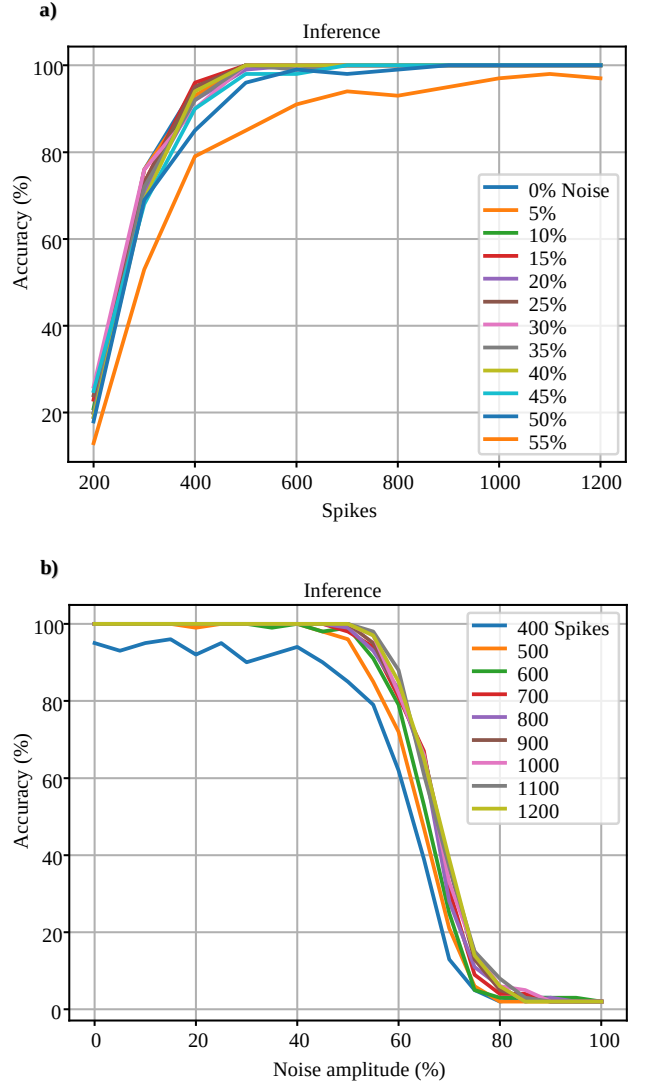 a)
Inference
100
80
60
40
20
Accuracy (%)
0% Noise
5%
10%
15%
20%
25%
30%
35%
40%
45%
50%
55%
200 400 600 800 1000 1200
Spikes
b)
Inference
100
80
60
40
20
0
Accuracy (%)
400 Spikes
500
600
700
800
900
1000
1100
1200
0 20 40 60 80 100
Noise amplitude (%)